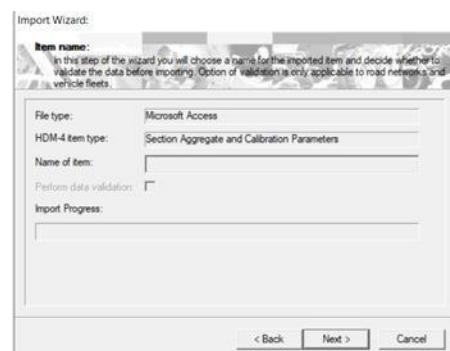 Import Wizard:
Item name:
In this step of the wizard you will choose a name for the imported item and decide whether to
validate the data before importing. Option of validation is only applicable to road networks and
vehicle fleets.
File type: Microsoft Access
HDM-4 item type: Section Aggregate and Calibration Parameters
Name of item:
Perform data validation:
Import Progress:
< Back Next > Cancel